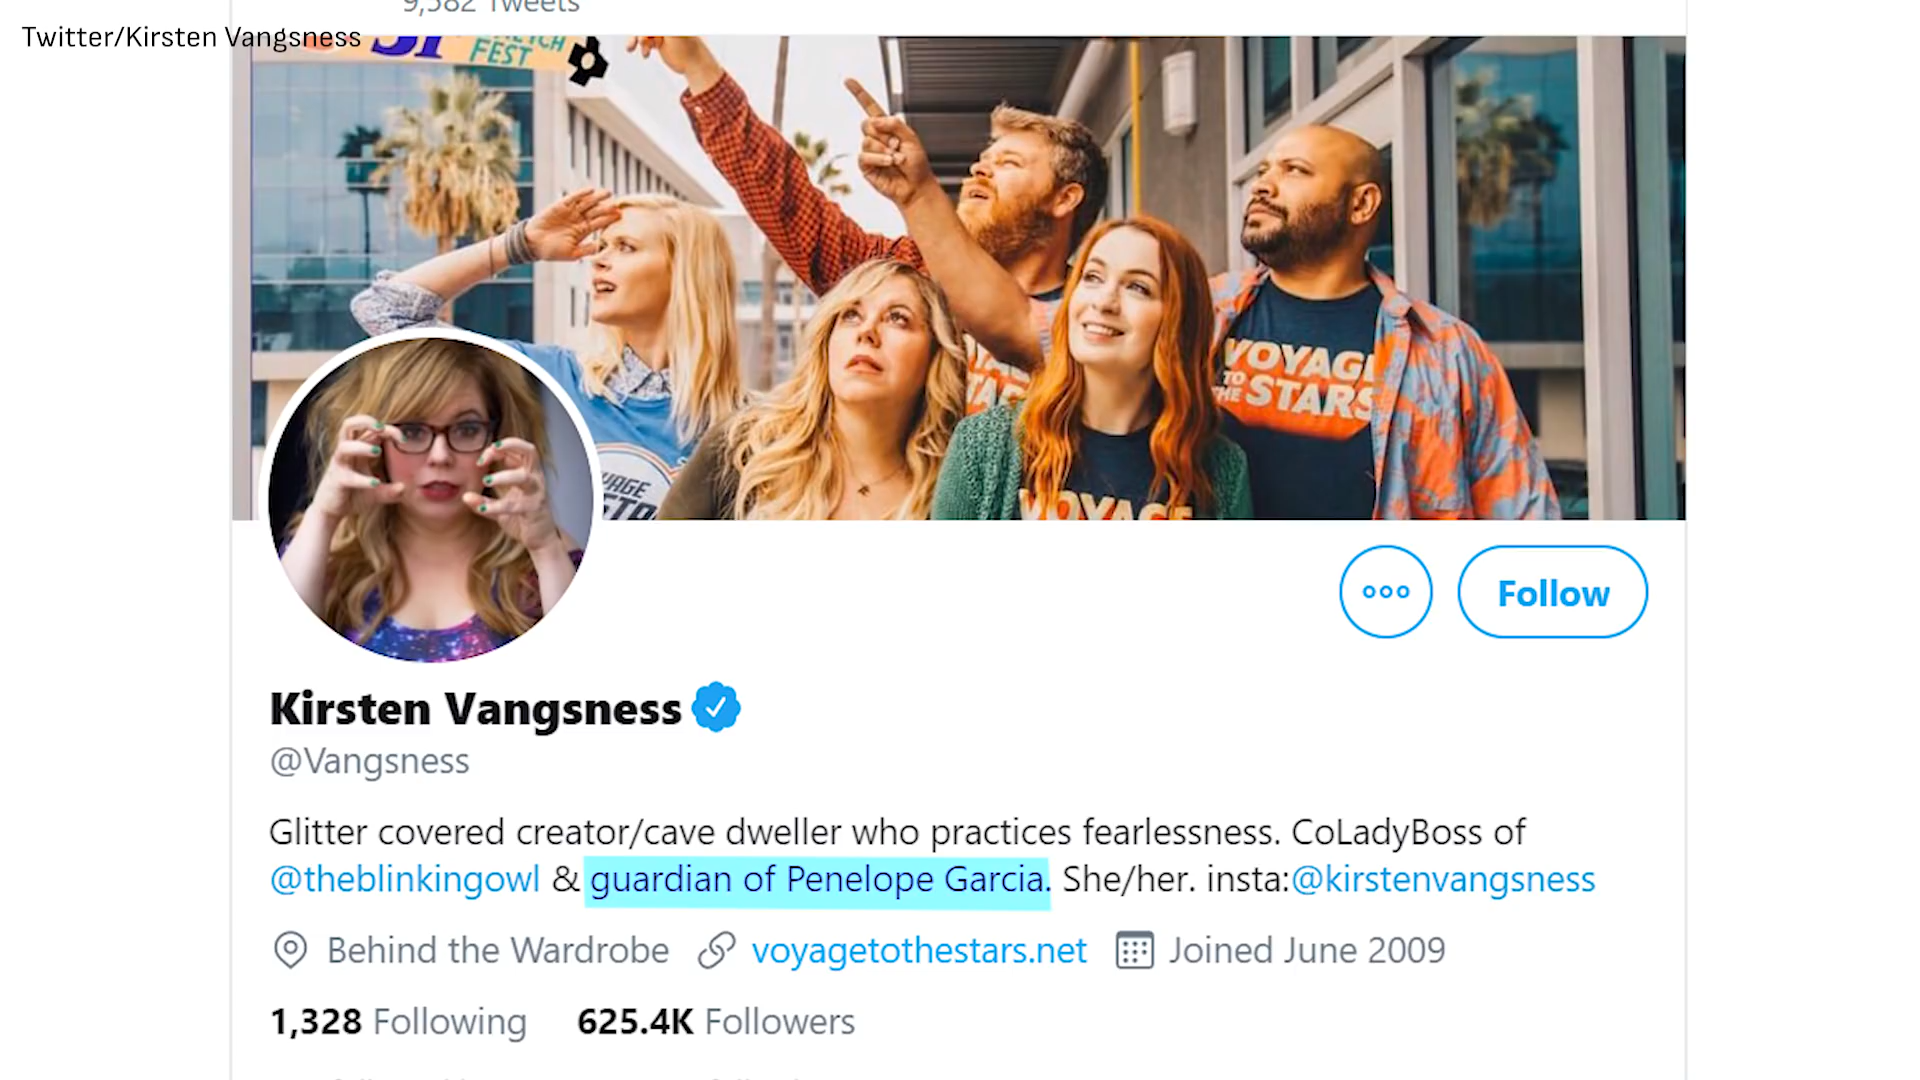 9,582 Tweets
Twitter/Kirsten Vangsness
FEST
VOYAGE
TO
THE STARS
VOYAGE
Follow
Kirsten Vangsness
@Vangsness
Glitter covered creator/cave dweller who practices fearlessness. CoLadyBoss of
@theblinkingowl & guardian of Penelope Garcia. She/her. insta:@kirstenvangsness
Behind the Wardrobe voyagetothestars.net Joined June 2009
1,328 Following 625.4K Followers